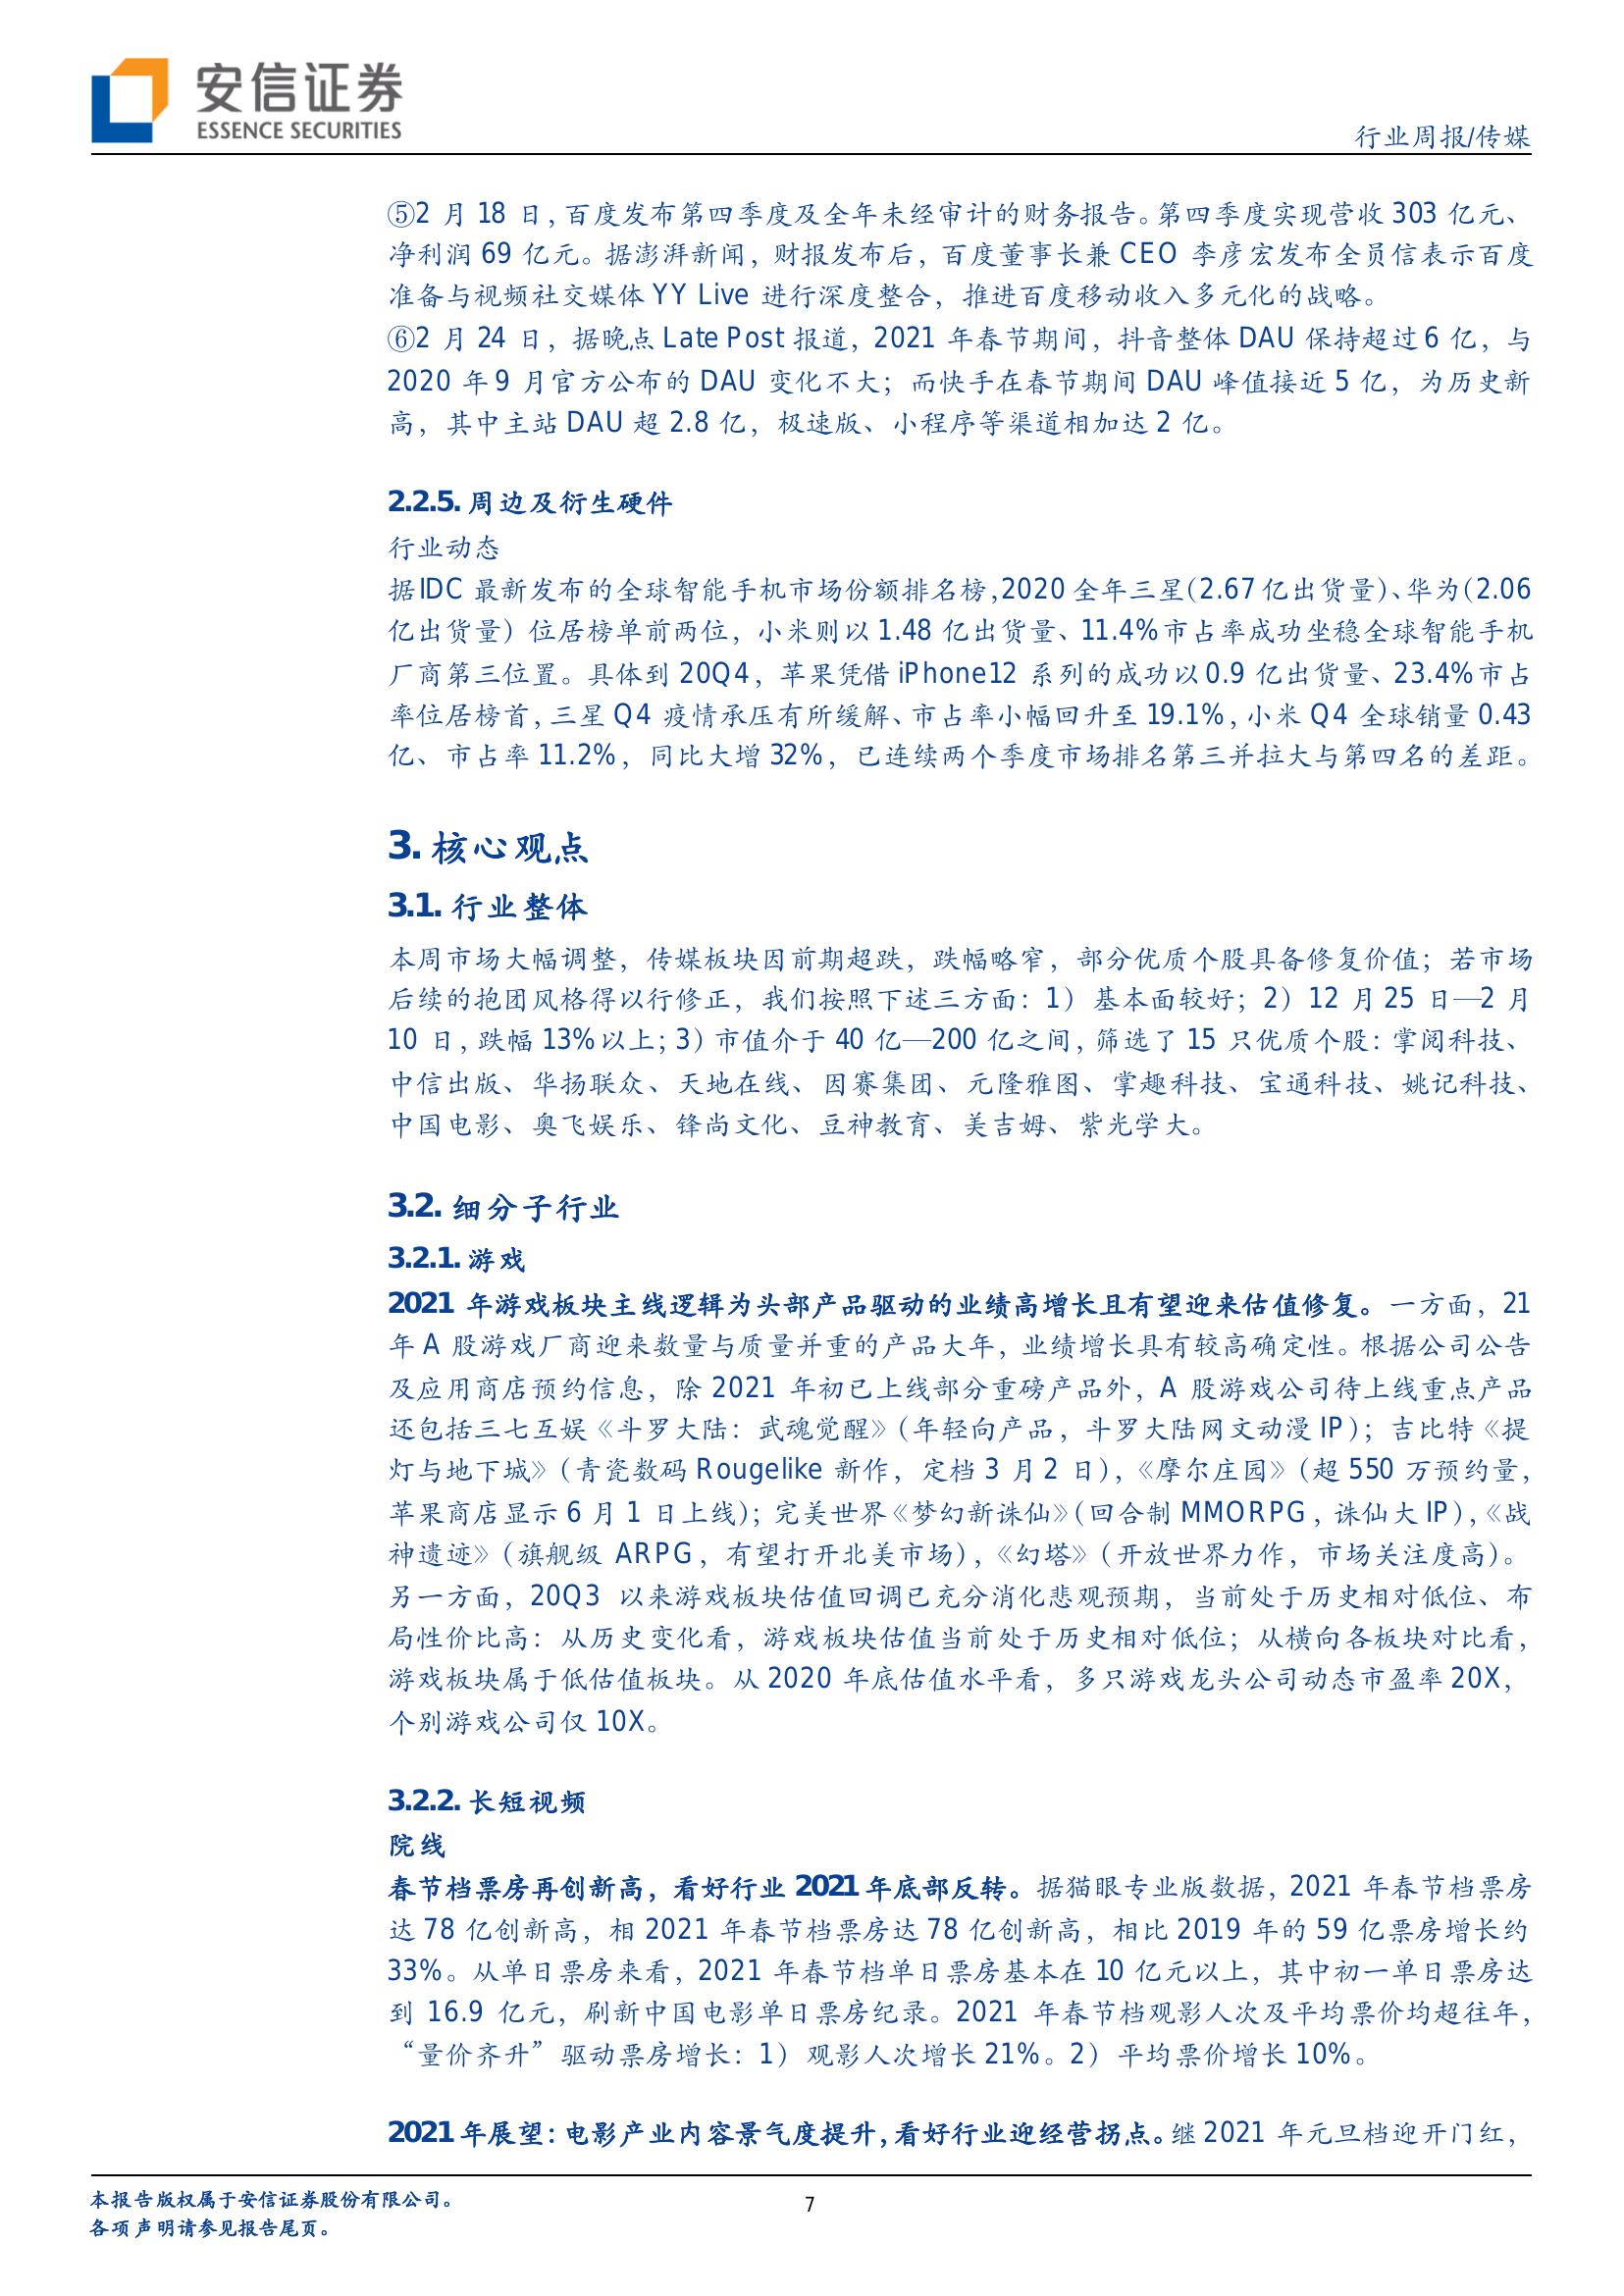 安信证券
ESSENCE SECURITIES
行业周报/传媒
⑤2 月 18 日，百度发布第四季度及全年未经审计的财务报告。第四季度实现营收 303 亿元、
净利润 69 亿元。据澎湃新闻，财报发布后，百度董事长兼 CEO 李彦宏发布全员信表示百度
准备与视频社交媒体 YY Live 进行深度整合，推进百度移动收入多元化的战略。
⑥2 月 24 日，据晚点 Late Post 报道，2021 年春节期间，抖音整体 DAU 保持超过 6 亿，与
2020 年 9 月官方公布的 DAU 变化不大；而快手在春节期间 DAU 峰值接近 5 亿，为历史新
高，其中主站 DAU 超 2.8 亿，极速版、小程序等渠道相加达 2 亿。
2.2.5. 周边及衍生硬件
行业动态
据 IDC 最新发布的全球智能手机市场份额排名榜，2020 全年三星（2.67 亿出货量）、华为（2.06
亿出货量）位居榜单前两位，小米则以 1.48 亿出货量、11.4%市占率成功坐稳全球智能手机
厂商第三位置。具体到 20Q4，苹果凭借 iPhone12 系列的成功以 0.9 亿出货量、23.4%市占
率位居榜首，三星 Q4 疫情承压有所缓解、市占率小幅回升至 19.1%，小米 Q4 全球销量 0.43
亿、市占率 11.2%，同比大增 32%，已连续两个季度市场排名第三并拉大与第四名的差距。
3. 核心观点
3.1. 行业整体
本周市场大幅调整，传媒板块因前期超跌，跌幅略窄，部分优质个股具备修复价值；若市场
后续的抱团风格得以行修正，我们按照下述三方面：1）基本面较好；2）12 月 25 日—2 月
10 日，跌幅 13%以上；3）市值介于 40 亿—200 亿之间，筛选了 15 只优质个股：掌阅科技、
中信出版、华扬联众、天地在线、因赛集团、元隆雅图、掌趣科技、宝通科技、姚记科技、
中国电影、奥飞娱乐、锋尚文化、豆神教育、美吉姆、紫光学大。
3.2. 细分子行业
3.2.1. 游戏
2021 年游戏板块主线逻辑为头部产品驱动的业绩高增长且有望迎来估值修复。一方面，21
年 A 股游戏厂商迎来数量与质量并重的产品大年，业绩增长具有较高确定性。根据公司公告
及应用商店预约信息，除 2021 年初已上线部分重磅产品外，A 股游戏公司待上线重点产品
还包括三七互娱《斗罗大陆：武魂觉醒》（年轻向产品，斗罗大陆网文动漫 IP）；吉比特《提
灯与地下城》（青瓷数码 Rougelike 新作，定档 3 月 2 日），《摩尔庄园》（超 550 万预约量，
苹果商店显示 6 月 1 日上线）；完美世界《梦幻新诛仙》（回合制 MMORPG，诛仙大 IP），《战
神遗迹》（旗舰级 ARPG，有望打开北美市场），《幻塔》（开放世界力作，市场关注度高）。
另一方面，20Q3 以来游戏板块估值回调已充分消化悲观预期，当前处于历史相对低位、布
局性价比高：从历史变化看，游戏板块估值当前处于历史相对低位；从横向各板块对比看，
游戏板块属于低估值板块。从 2020 年底估值水平看，多只游戏龙头公司动态市盈率 20X，
个别游戏公司仅 10X。
3.2.2. 长短视频
院线
春节档票房再创新高，看好行业 2021 年底部反转。据猫眼专业版数据，2021 年春节档票房
达 78 亿创新高，相 2021 年春节档票房达 78 亿创新高，相比 2019 年的 59 亿票房增长约
33%。从单日票房来看，2021 年春节档单日票房基本在 10 亿元以上，其中初一单日票房达
到 16.9 亿元，刷新中国电影单日票房纪录。2021 年春节档观影人次及平均票价均超往年，
“量价齐升”驱动票房增长：1）观影人次增长 21%。2）平均票价增长 10%。
2021 年展望：电影产业内容景气度提升，看好行业迎经营拐点。继 2021 年元旦档迎开门红，
本报告版权属于安信证券股份有限公司。
各项声明请参见报告尾页。
7